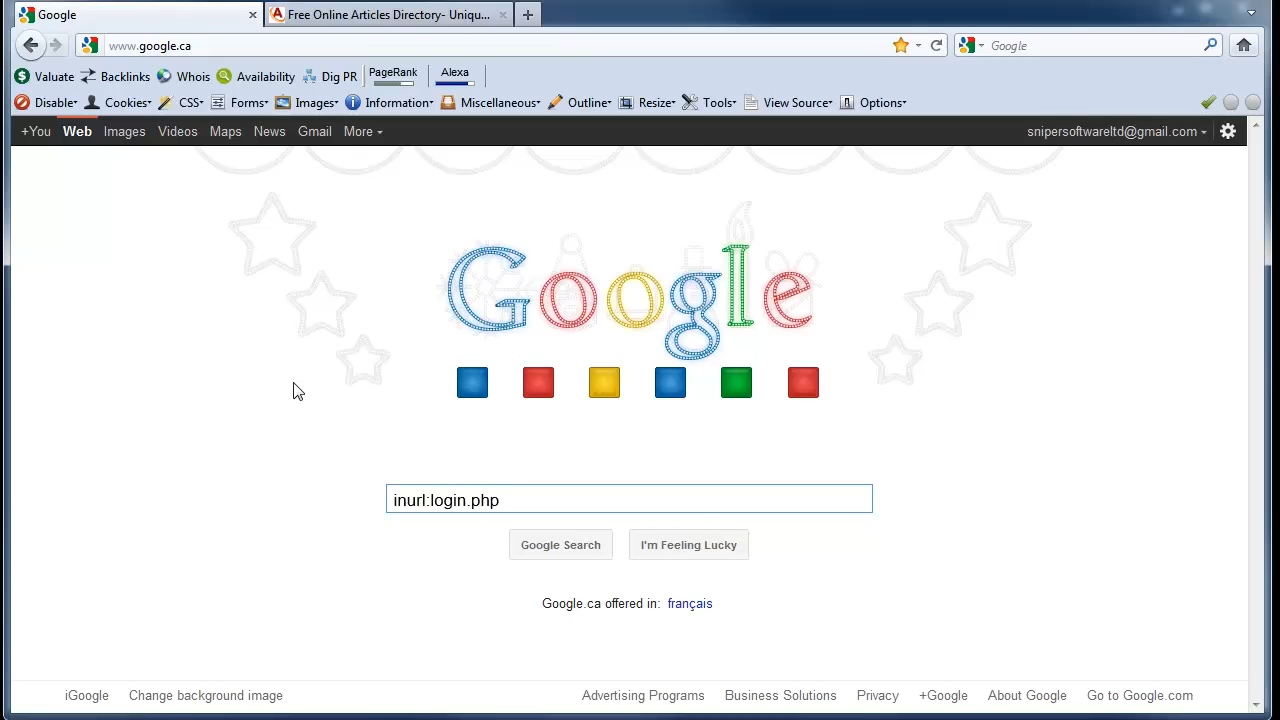 Google
Free Online Articles Directory- Uniqu...
www.google.ca
Google
Valuate Backlinks Whois Availability Dig PR PageRank Alexa
Disable Cookies CSS Forms Images Information Miscellaneous Outline Resize Tools View Source Options
+You Web Images Videos Maps News Gmail More snipersoftwareltd@gmail.com
Google
inurl:login.php
Google Search I'm Feeling Lucky
Google.ca offered in: français
iGoogle Change background image Advertising Programs Business Solutions Privacy +Google About Google Go to Google.com